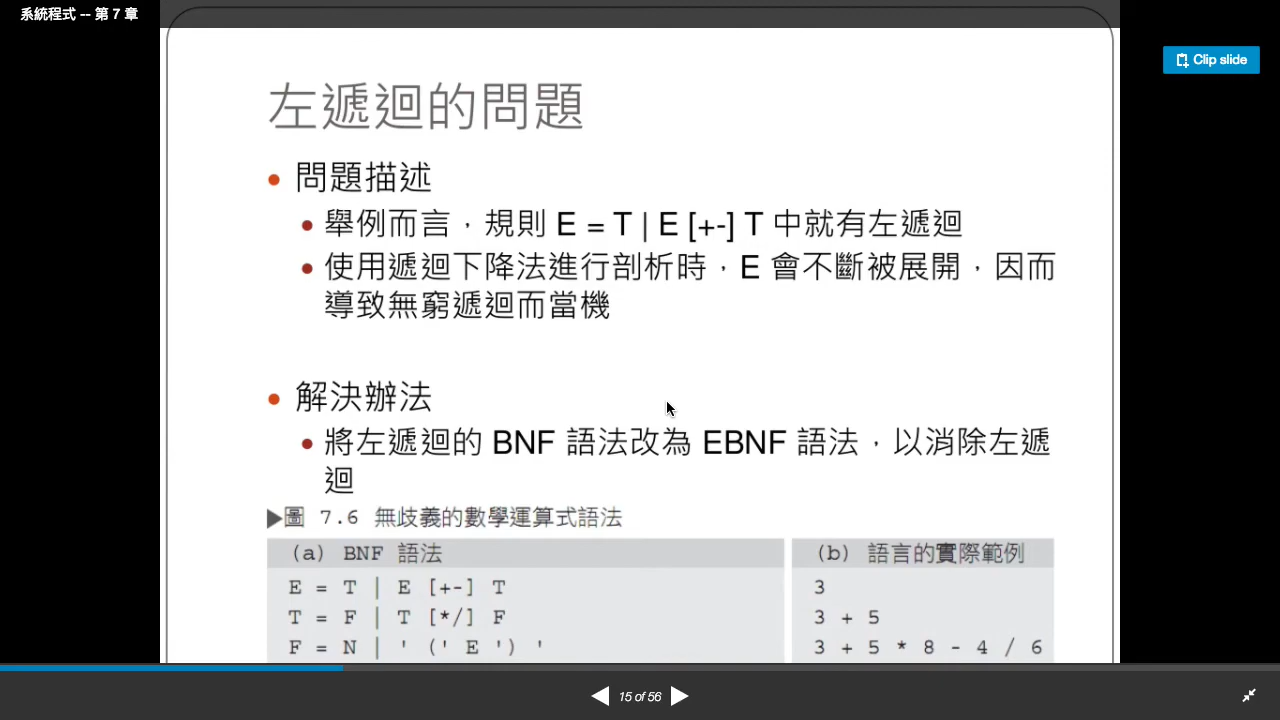 系統程式 -- 第 7 章
Clip slide
左遞迴的問題
問題描述
舉例而言，規則 E = T | E [+-] T 中就有左遞迴
使用遞迴下降法進行剖析時，E 會不斷被展開，因而
導致無窮遞迴而當機
解決辦法
將左遞迴的 BNF 語法改為 EBNF 語法，以消除左遞
迴
▶圖 7.6 無歧義的數學運算式語法
(a) BNF 語法
E = T | E [+-] T
T = F | T [*/] F
F = N | ' (' E ') '
(b) 語言的實際範例
3
3 + 5
3 + 5 * 8 - 4 / 6
15 of 56